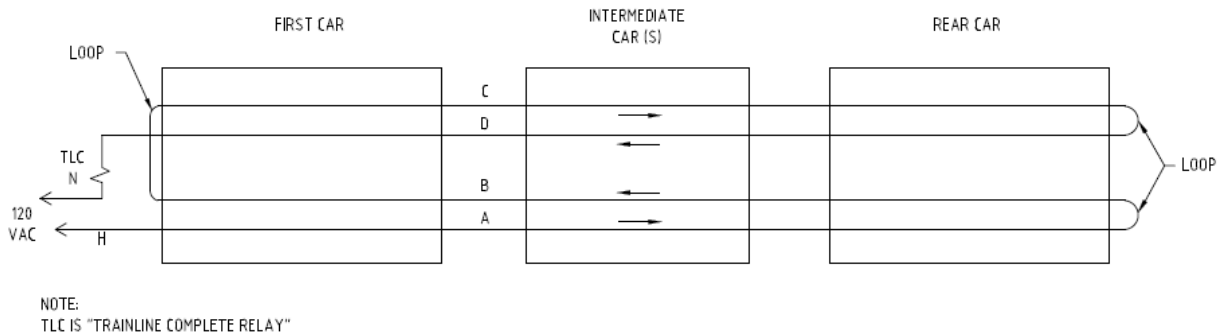 FIRST CAR
INTERMEDIATE
CAR (S)
REAR CAR
LOOP
C
D
TLC
N
B
LOOP
A
120
VAC
H
NOTE:
TLC IS "TRAINLINE COMPLETE RELAY"